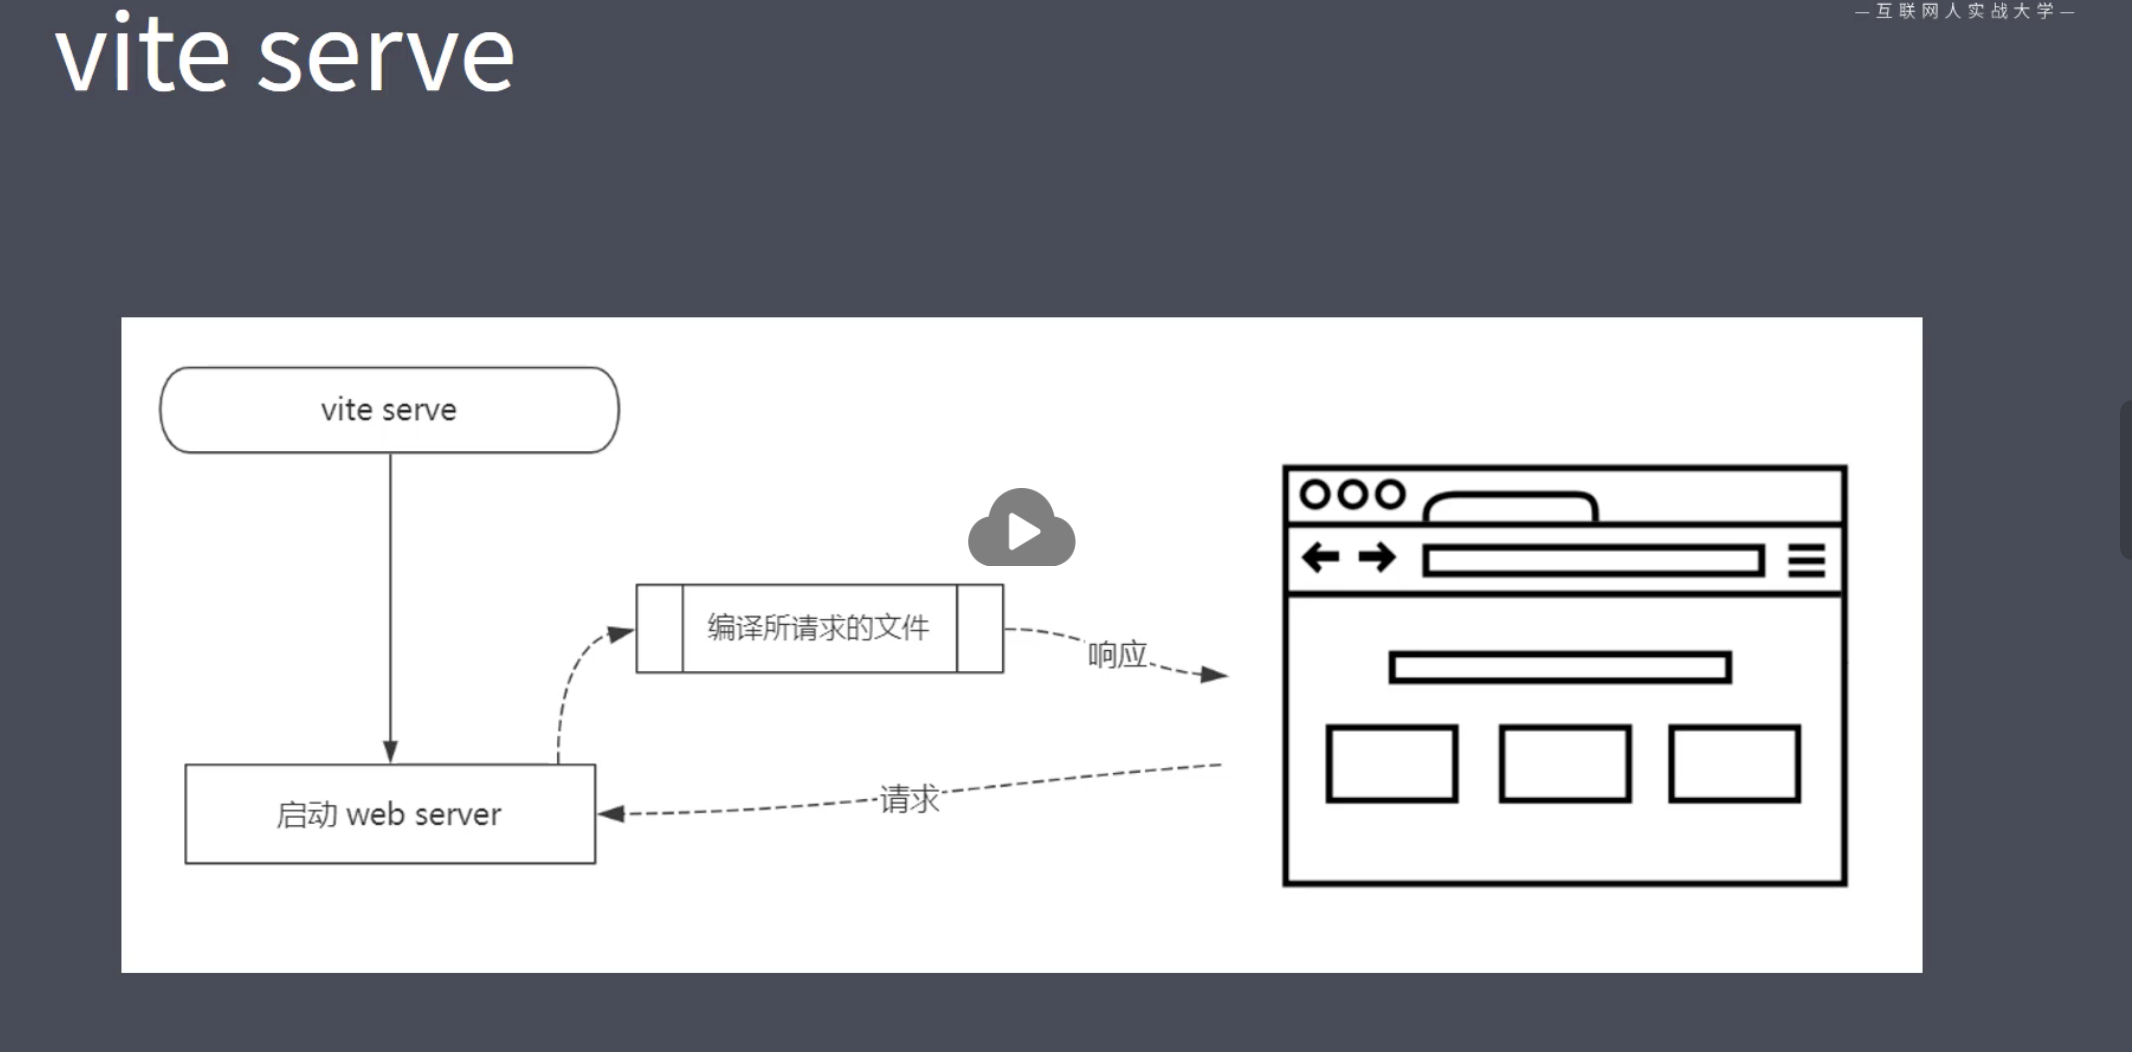 — 互联网人实战大学 —
vite serve
vite serve
编译所请求的文件
响应
请求
启动 web server